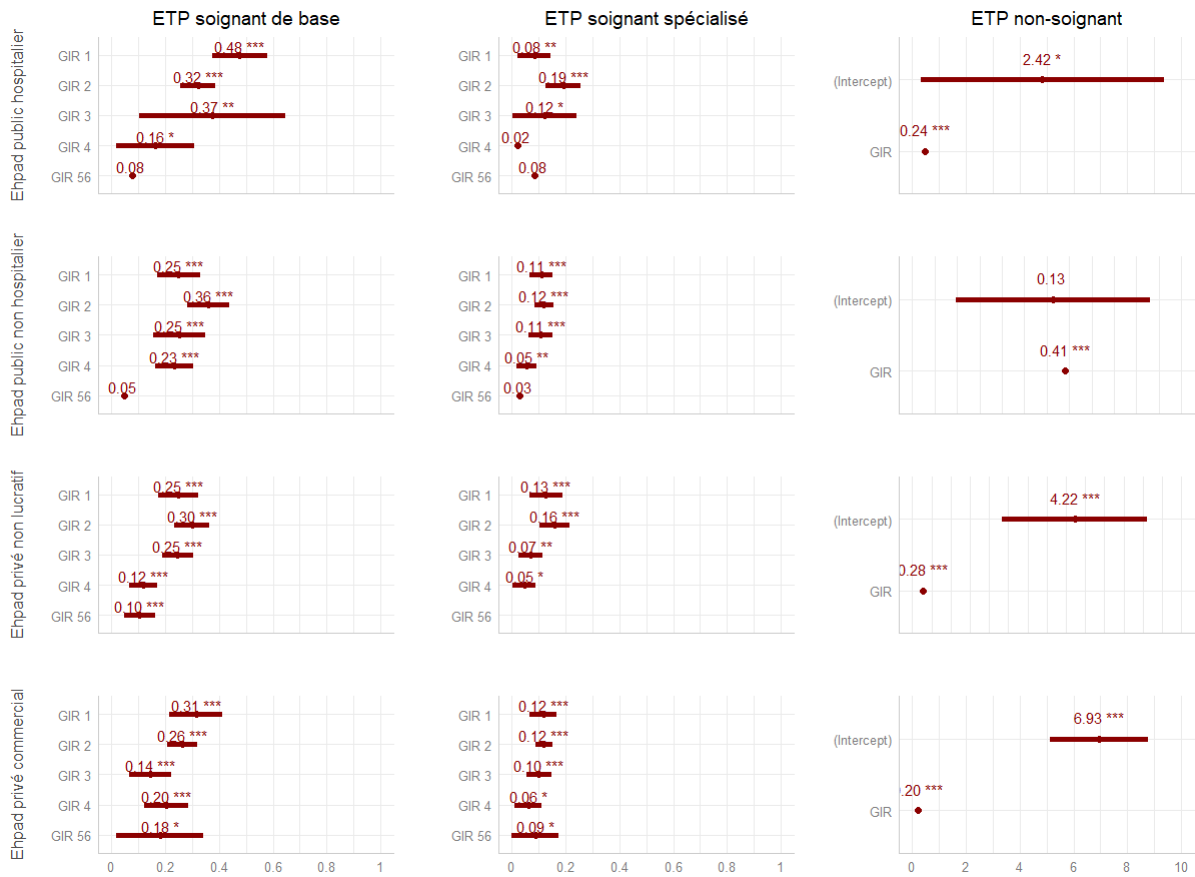 ETP soignant de base
ETP soignant spécialisé
ETP non-soignant
Ehpad public hospitalier
GIR 1
0.48 ***
GIR 2
0.32 ***
GIR 3
0.37 **
GIR 4
0.16 *
GIR 56
0.08
GIR 1
0.08 **
GIR 2
0.19 ***
GIR 3
0.12 *
GIR 4
0.02
GIR 56
0.08
(Intercept)
2.42 *
GIR
0.24 ***
Ehpad public non hospitalier
GIR 1
0.25 ***
GIR 2
0.36 ***
GIR 3
0.25 ***
GIR 4
0.23 ***
GIR 56
0.05
GIR 1
0.11 ***
GIR 2
0.12 ***
GIR 3
0.11 ***
GIR 4
0.05 **
GIR 56
0.03
(Intercept)
0.13
GIR
0.41 ***
Ehpad privé non lucratif
GIR 1
0.25 ***
GIR 2
0.30 ***
GIR 3
0.25 ***
GIR 4
0.12 ***
GIR 56
0.10 ***
GIR 1
0.13 ***
GIR 2
0.16 ***
GIR 3
0.07 **
GIR 4
0.05 *
GIR 56
(Intercept)
4.22 ***
GIR
0.28 ***
Ehpad privé commercial
GIR 1
0.31 ***
GIR 2
0.26 ***
GIR 3
0.14 ***
GIR 4
0.20 ***
GIR 56
0.18 *
GIR 1
0.12 ***
GIR 2
0.12 ***
GIR 3
0.10 ***
GIR 4
0.06 *
GIR 56
0.09 *
(Intercept)
6.93 ***
GIR
0.20 ***
0 0.2 0.4 0.6 0.8 1
0 0.2 0.4 0.6 0.8 1
0 2 4 6 8 10